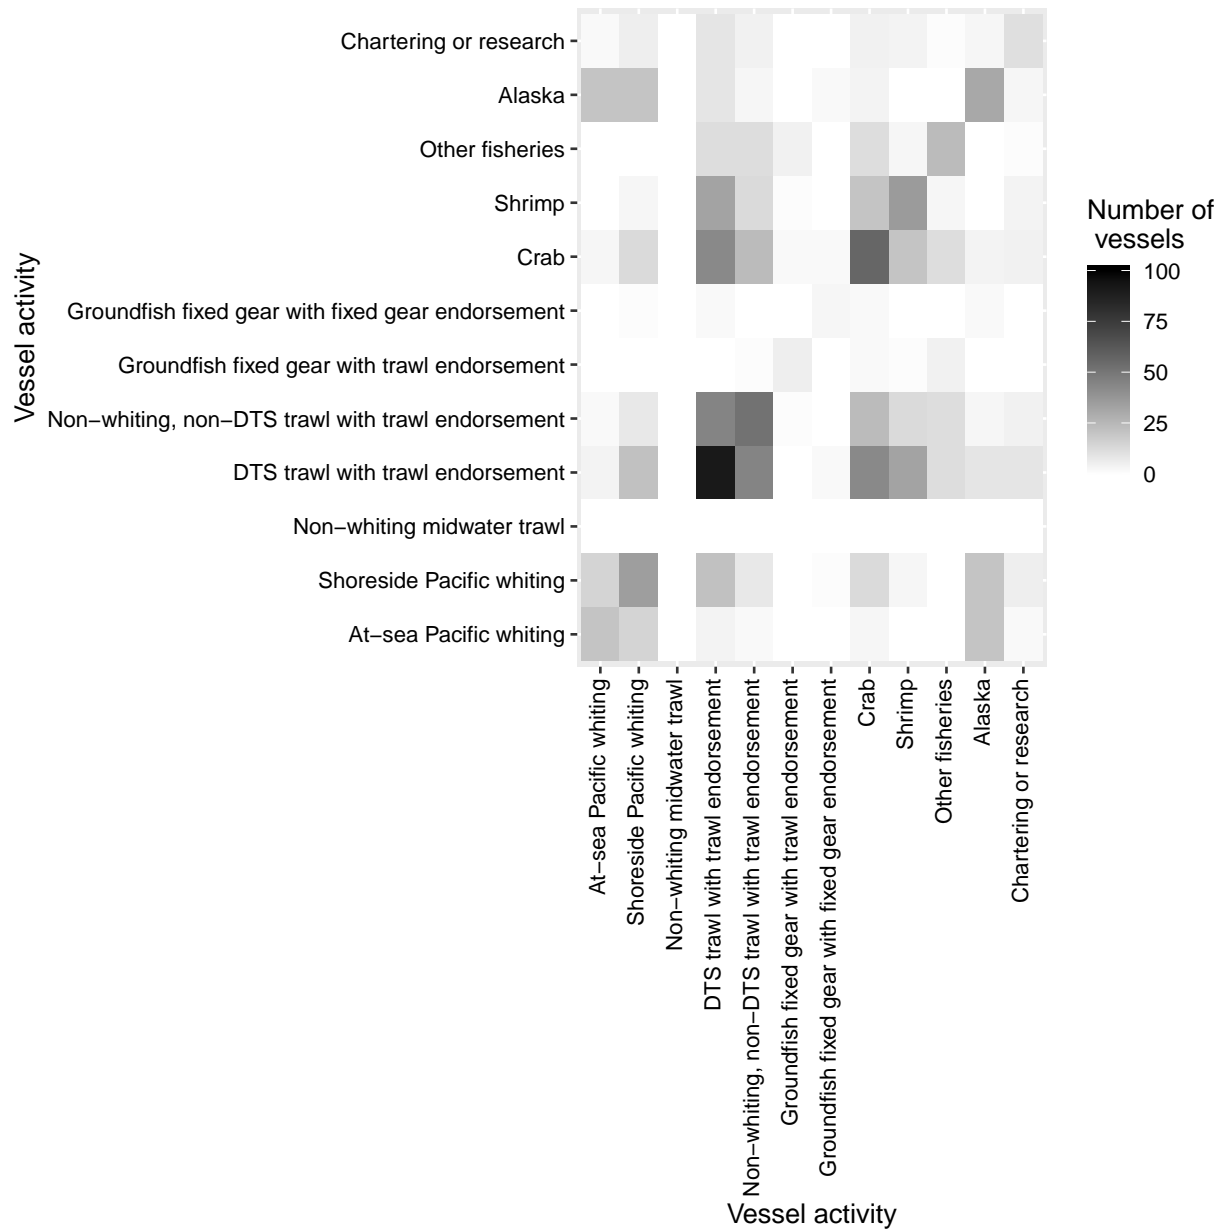 Chartering or research
Alaska
Other fisheries
Shrimp
Crab
Groundfish fixed gear with fixed gear endorsement
Groundfish fixed gear with trawl endorsement
Non−whiting, non−DTS trawl with trawl endorsement
DTS trawl with trawl endorsement
Non−whiting midwater trawl
Shoreside Pacific whiting
At−sea Pacific whiting
Vessel activity
At−sea Pacific whiting
Shoreside Pacific whiting
Non−whiting midwater trawl
DTS trawl with trawl endorsement
Non−whiting, non−DTS trawl with trawl endorsement
Groundfish fixed gear with trawl endorsement
Groundfish fixed gear with fixed gear endorsement
Crab
Shrimp
Other fisheries
Alaska
Chartering or research
Vessel activity
Number of
vessels
100
75
50
25
0